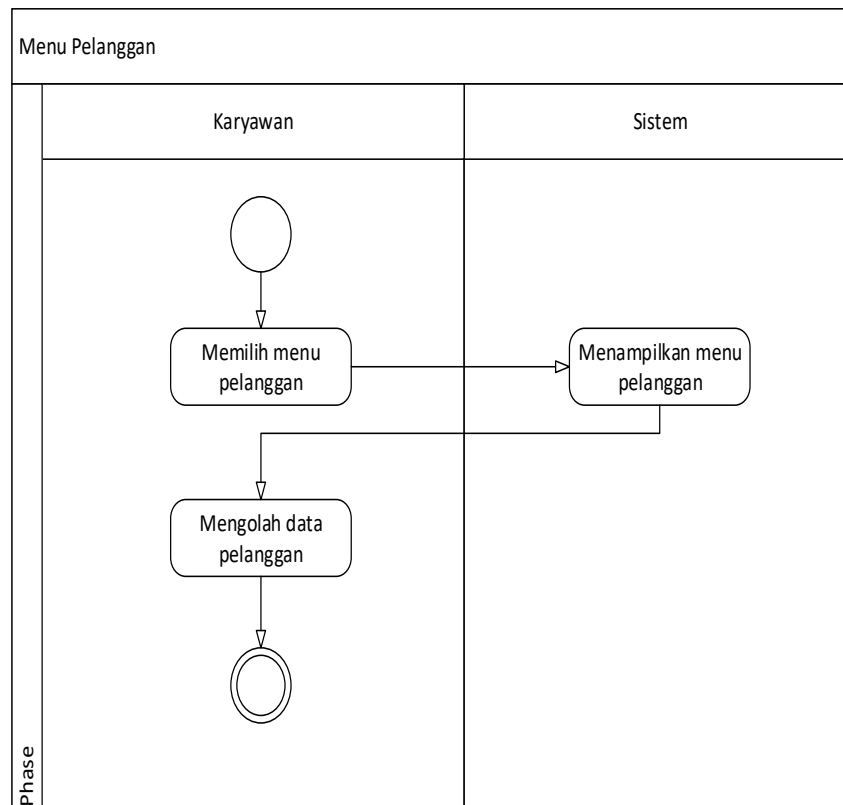 Menu Pelanggan
Karyawan
Sistem
Memilih menu
pelanggan
Menampilkan menu
pelanggan
Mengolah data
pelanggan
Phase